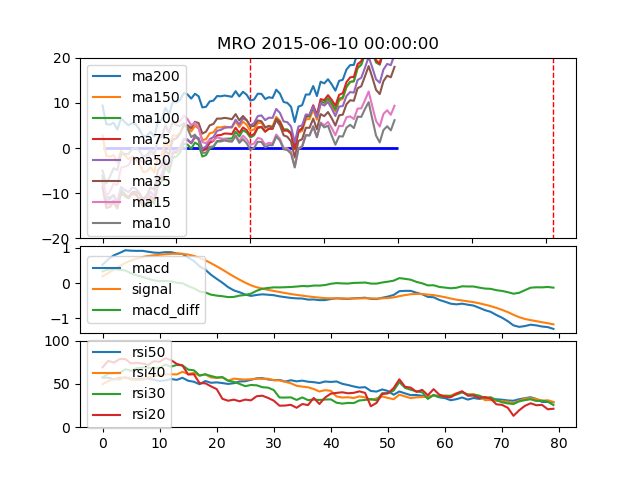 MRO 2015-06-10 00:00:00
20
10
0
−10
−20
ma200
ma150
ma100
ma75
ma50
ma35
ma15
ma10
1
0
−1
macd
signal
macd_diff
100
50
0
rsi50
rsi40
rsi30
rsi20
0 10 20 30 40 50 60 70 80